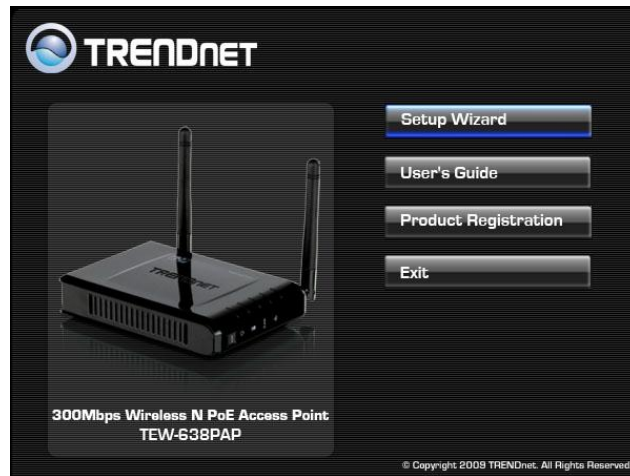 TRENDNET
Setup Wizard
User's Guide
Product Registration
Exit
TRENDNET
300Mbps Wireless N PoE Access Point
TEW-638PAP
© Copyright 2009 TRENDnet. All Rights Reserved